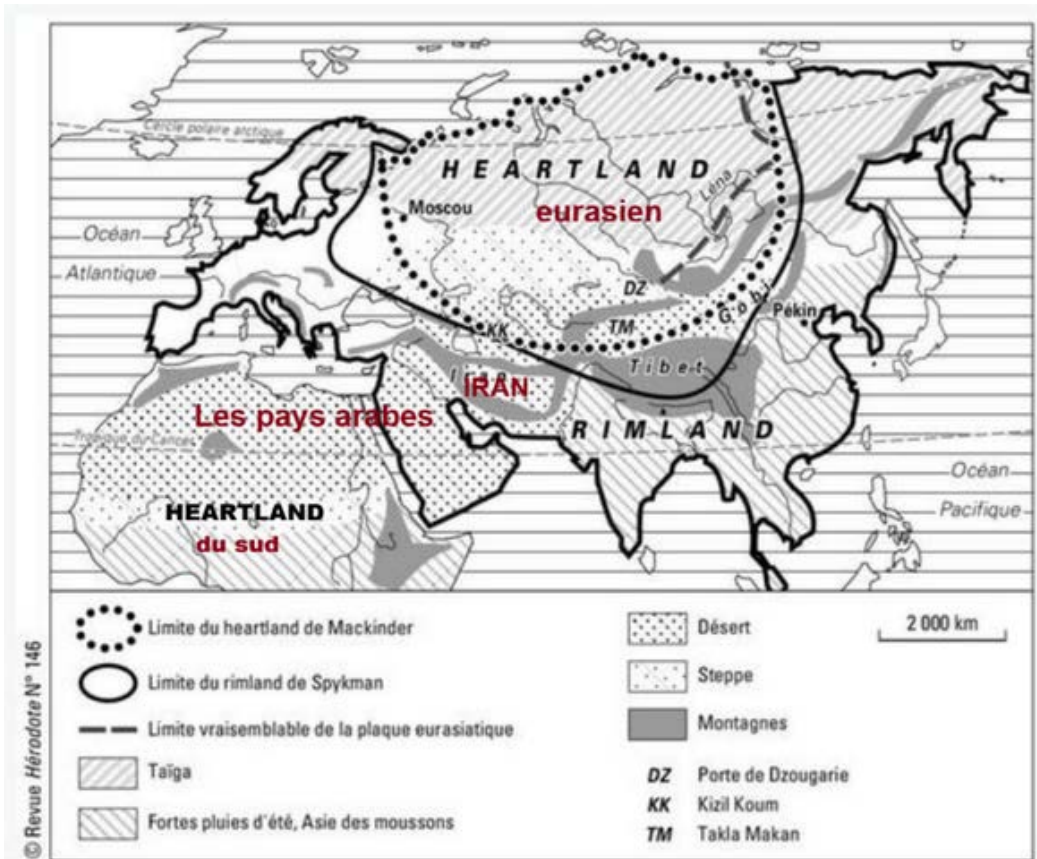 Cercle polaire arctique
HEARTLAND
eurasien
Léna
Moscou
Océan
Atlantique
DZ
Gobi
Pékin
TM
KK
Tibet
Iran
IRAN
Les pays arabes
RIMLAND
Tropique du Cancer
Océan
Pacifique
HEARTLAND
du sud
Limite du heartland de Mackinder
Limite du rimland de Spykman
Limite vraisemblable de la plaque eurasiatique
Taïga
Fortes pluies d'été, Asie des moussons
Désert
Steppe
Montagnes
DZ Porte de Dzougarie
KK Kizil Koum
TM Takla Makan
2 000 km
© Revue Hérodote N° 146